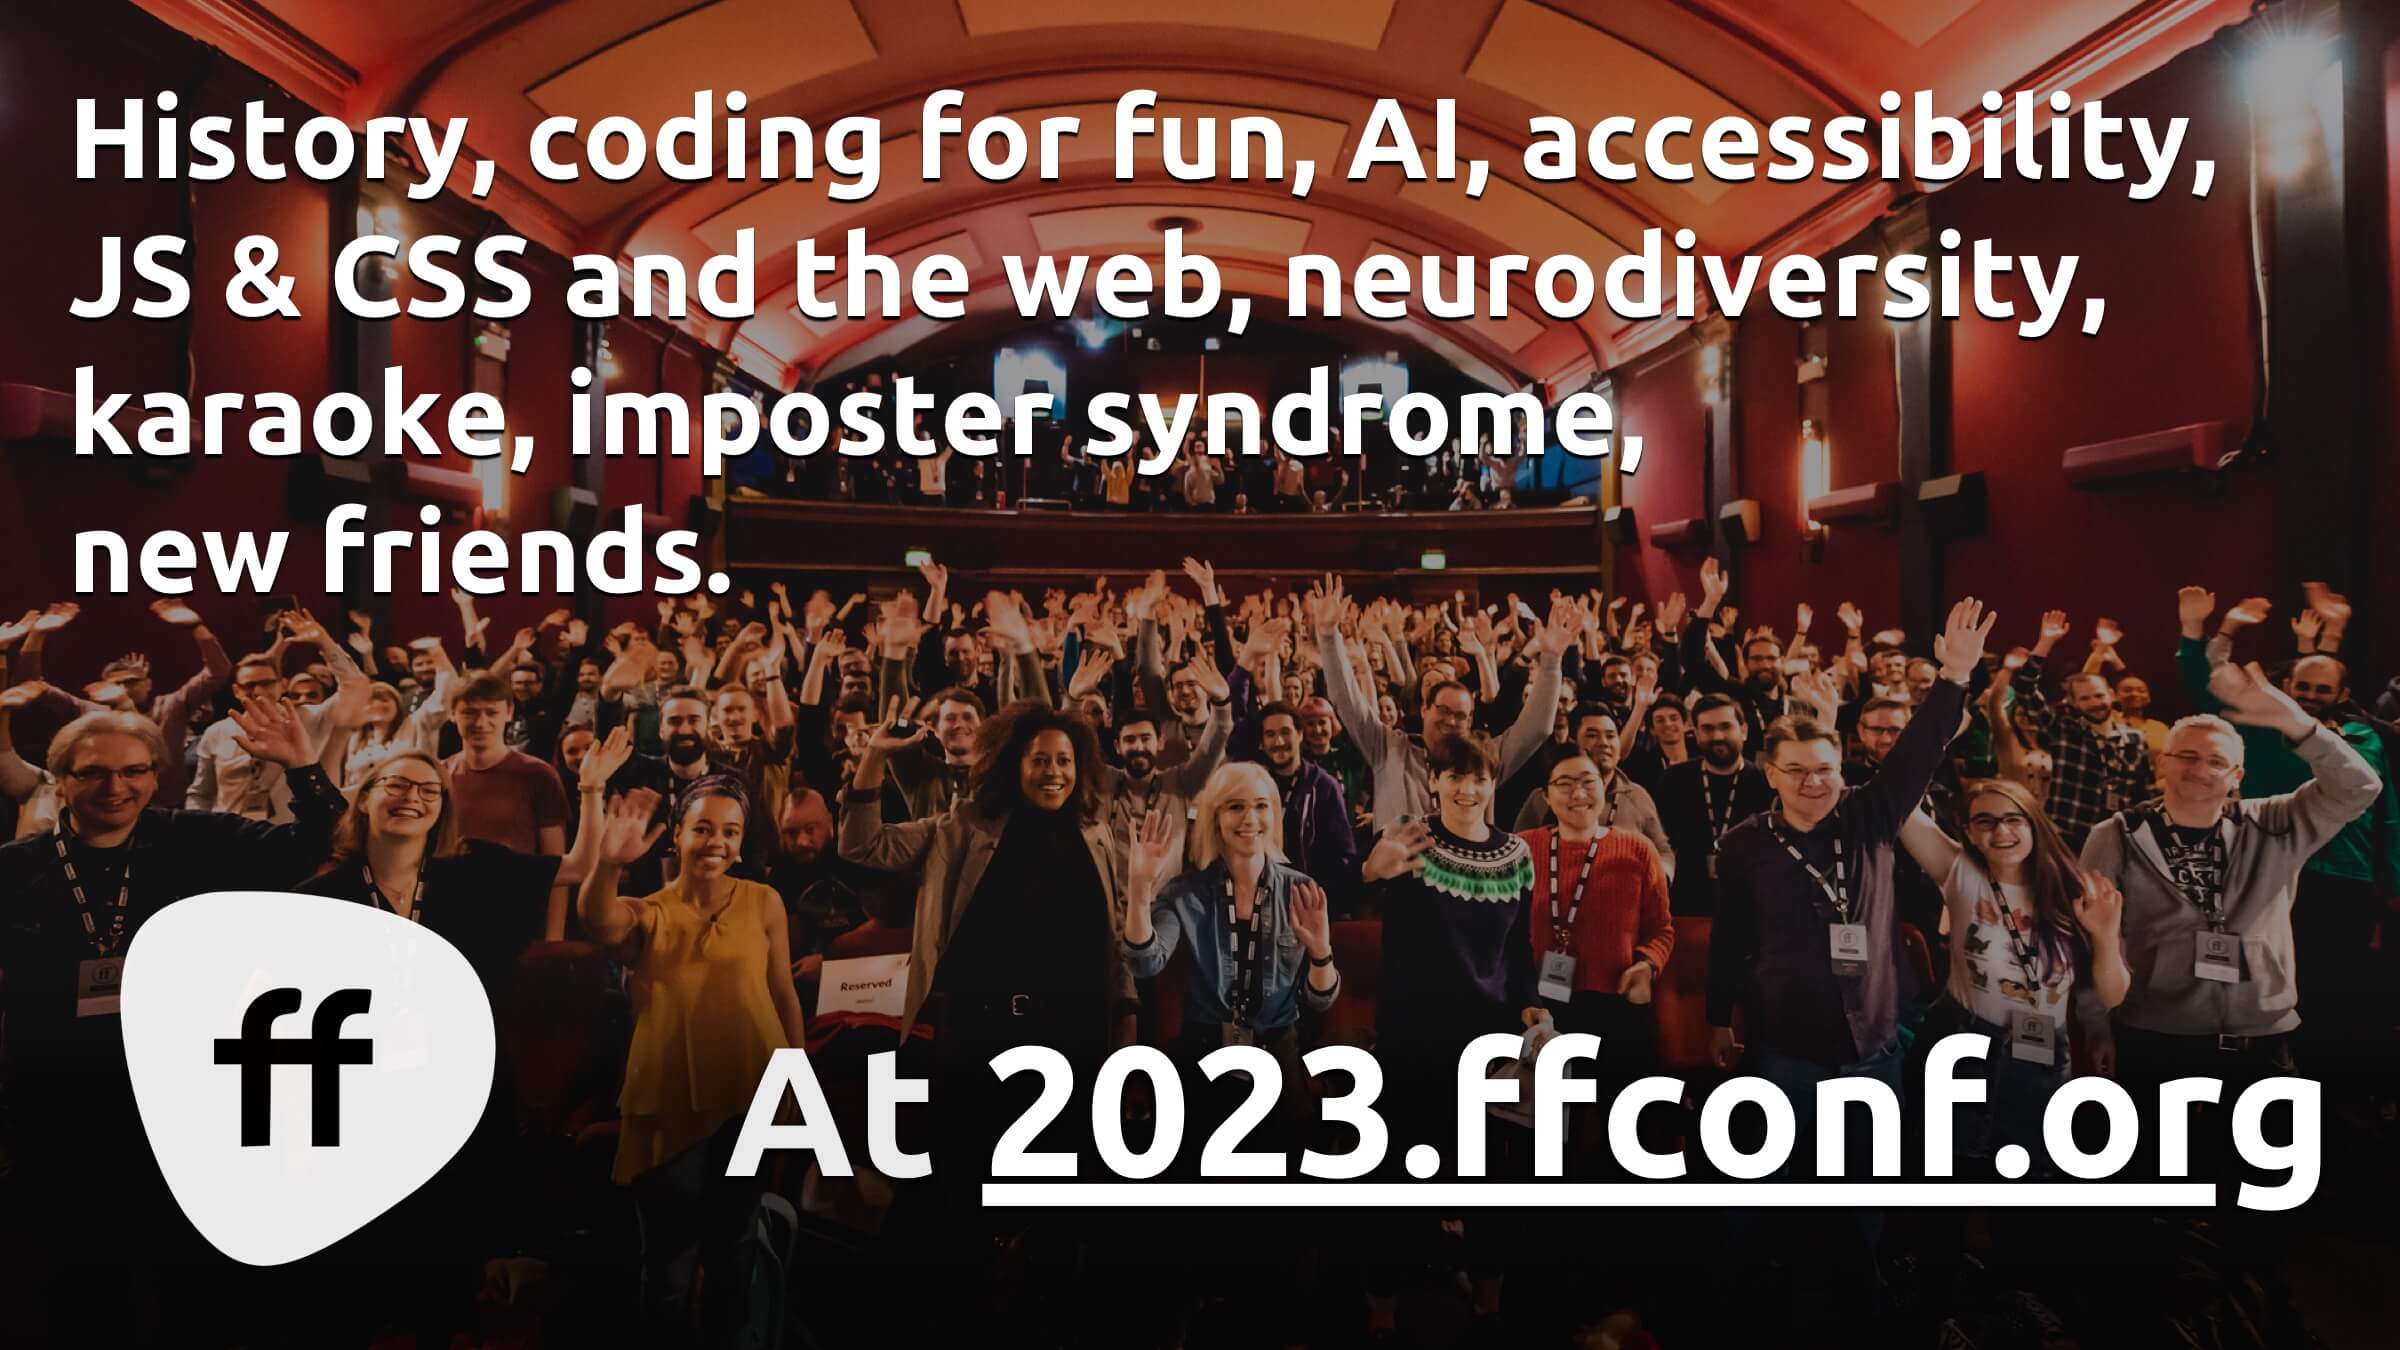 History, coding for fun, AI, accessibility,
JS & CSS and the web, neurodiversity,
karaoke, imposter syndrome,
new friends.
Reserved
ff
At 2023.ffconf.org